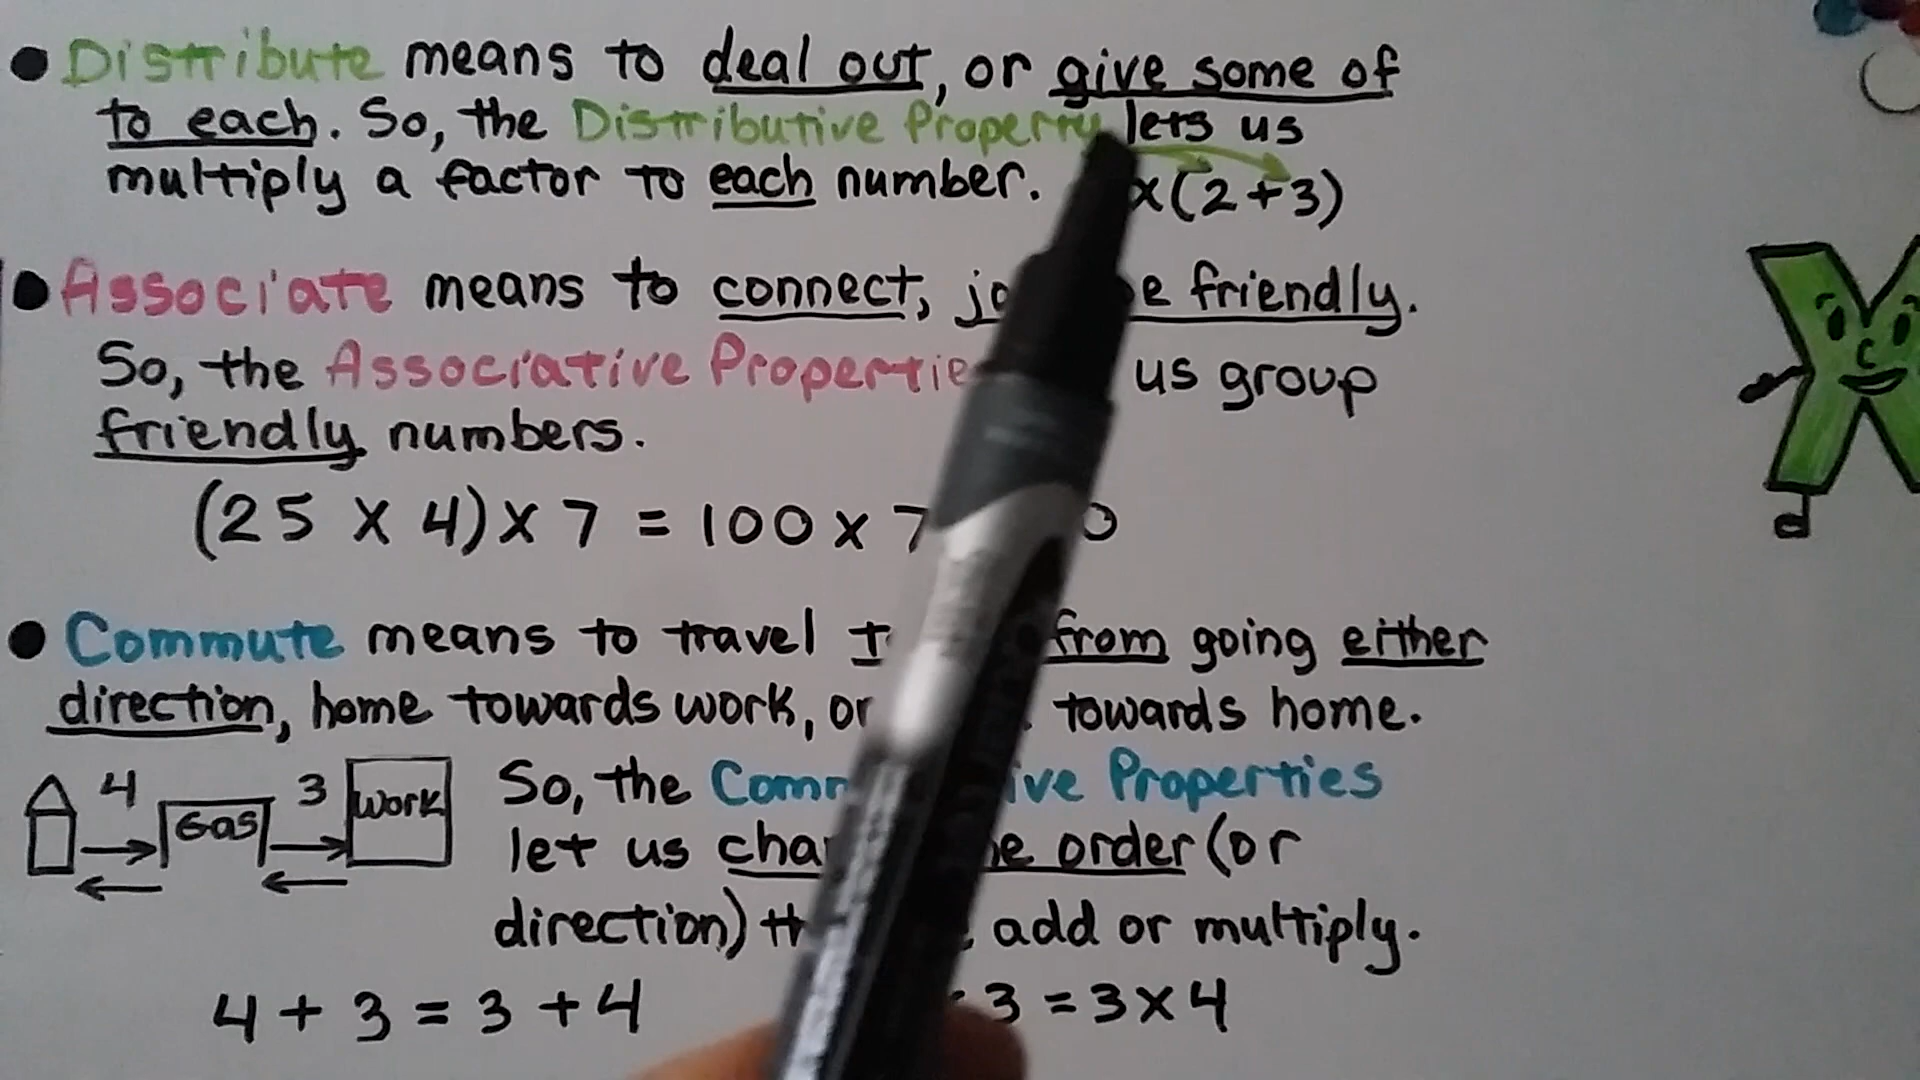 Distribute means to deal out, or give some of
to each. So, the Distributive Property lets us
multiply a factor to each number. x(2+3)
Associate means to connect, friendly.
So, the Associative us group
friendly numbers.
(25 x 4) x 7 = 100 x 7
Commute means to travel from going either
direction, home towards work, or towards home.
4 3 Gas Work
So, the Properties
let us order (or
direction) add or multiply.
4 + 3 = 3 + 4 3 = 3 x 4